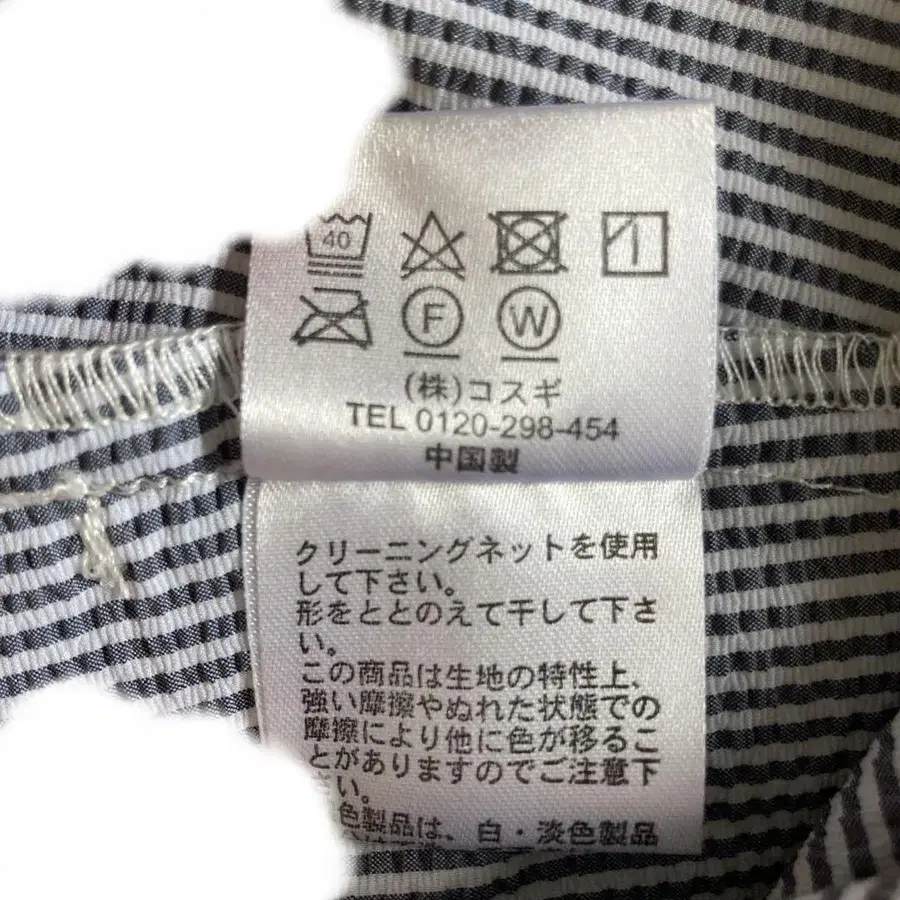 40
F W
(株)コスギ
TEL 0120-298-454
中国製
クリーニングネットを使用
して下さい。
形をととのえて干して下さ
い。
この商品は生地の特性上、
強い摩擦やぬれた状態での
摩擦により他に色が移るこ
とがありますのでご注意下
い。
色製品は、白・淡色製品